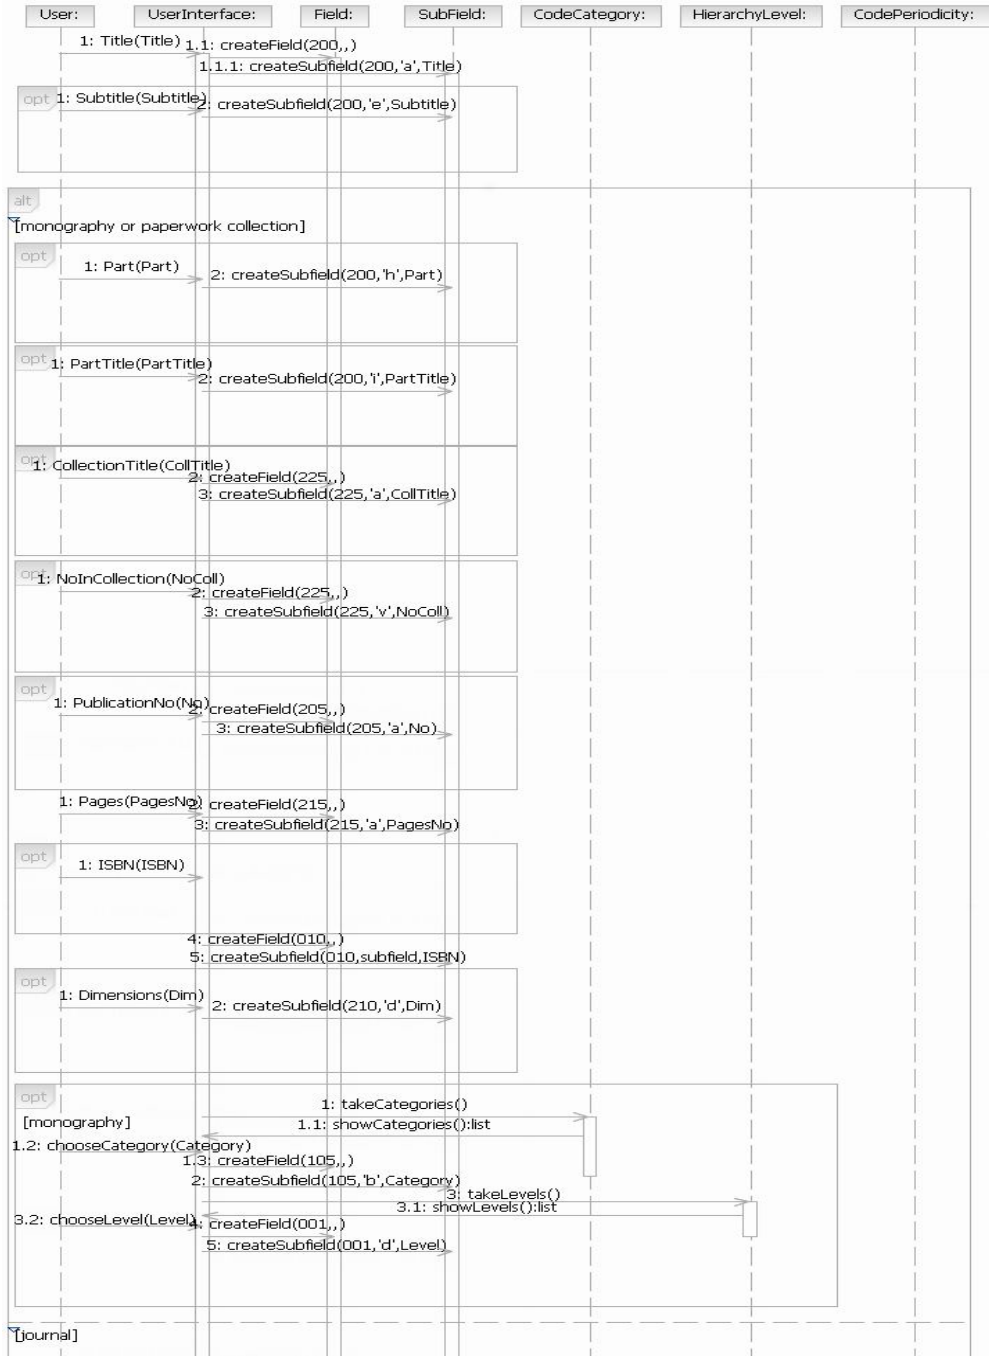 User:
UserInterface:
Field:
SubField:
CodeCategory:
HierarchyLevel:
CodePeriodicity:
1: Title(Title)
1.1: createField(200,,)
1.1.1: createSubfield(200,'a',Title)
opt
1: Subtitle(Subtitle)
2: createSubfield(200,'e',Subtitle)
alt
[monography or paperwork collection]
opt
1: Part(Part)
2: createSubfield(200,'h',Part)
opt
1: PartTitle(PartTitle)
2: createSubfield(200,'i',PartTitle)
opt
1: CollectionTitle(CollTitle)
2: createField(225,,)
3: createSubfield(225,'a',CollTitle)
opt
1: NoInCollection(NoColl)
2: createField(225,,)
3: createSubfield(225,'v',NoColl)
opt
1: PublicationNo(No)
2: createField(205,,)
3: createSubfield(205,'a',No)
1: Pages(PagesNo)
2: createField(215,,)
3: createSubfield(215,'a',PagesNo)
opt
1: ISBN(ISBN)
4: createField(010,,)
5: createSubfield(010,subfield,ISBN)
opt
1: Dimensions(Dim)
2: createSubfield(210,'d',Dim)
opt
1: takeCategories()
[monography]
1.1: showCategories():list
1.2: chooseCategory(Category)
1.3: createField(105,,)
2: createSubfield(105,'b',Category)
3: takeLevels()
3.1: showLevels():list
3.2: chooseLevel(Level)
4: createField(001,,)
5: createSubfield(001,'d',Level)
[journal]